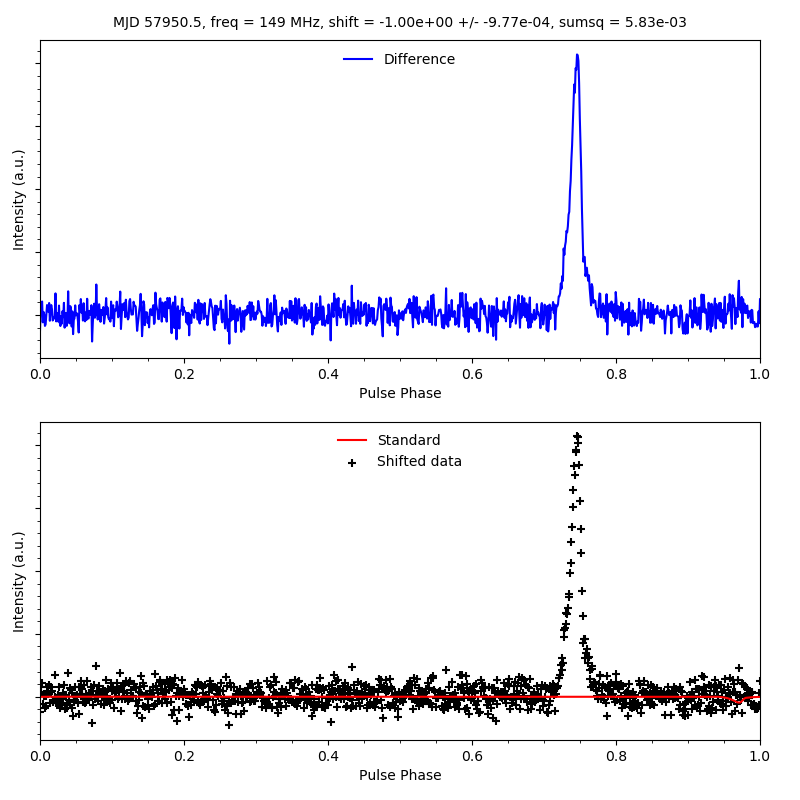 MJD 57950.5, freq = 149 MHz, shift = -1.00e+00 +/- -9.77e-04, sumsq = 5.83e-03
Difference
Intensity (a.u.)
0.0 0.2 0.4 0.6 0.8 1.0
Pulse Phase
Standard
Shifted data
Intensity (a.u.)
0.0 0.2 0.4 0.6 0.8 1.0
Pulse Phase